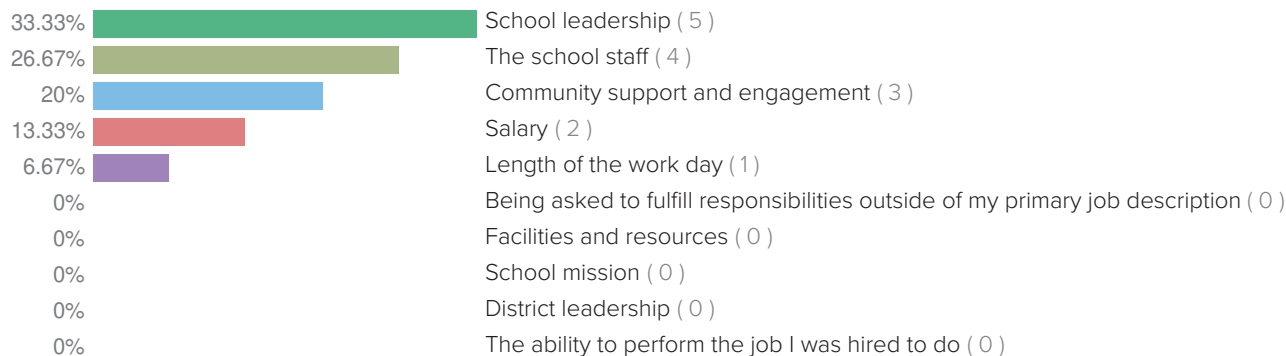 33.33% School leadership ( 5 )
26.67% The school staff ( 4 )
20% Community support and engagement ( 3 )
13.33% Salary ( 2 )
6.67% Length of the work day ( 1 )
0% Being asked to fulfill responsibilities outside of my primary job description ( 0 )
0% Facilities and resources ( 0 )
0% School mission ( 0 )
0% District leadership ( 0 )
0% The ability to perform the job I was hired to do ( 0 )